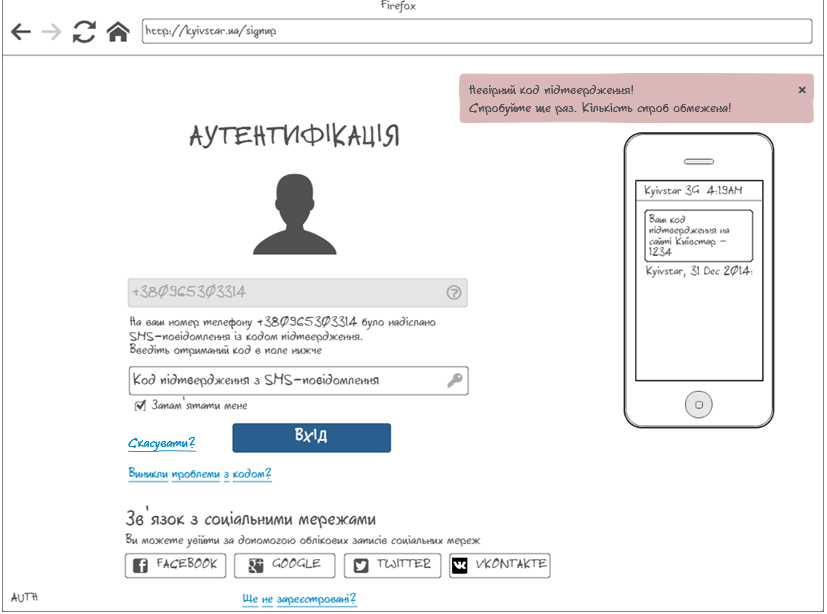 Firefox
http://kyivstar.ua/signup
Невірний код підтвердження!
Спробуйте ще раз. Кількість спроб обмежена!
АУТЕНТИФІКАЦІЯ
+380965303314
На ваш номер телефону +380965303314 було надіслано
SMS-повідомлення із кодом підтвердження.
Введіть отриманий код в поле нижче
Код підтвердження з SMS-повідомлення
Запам'ятати мене
Скасувати?
ВХІД
Виникли проблеми з кодом?
Зв'язок з соціальними мережами
Ви можете увійти за допомогою облікових записів соціальних мереж
FACEBOOK
GOOGLE
TWITTER
VKONTAKTE
Ще не зареєстровані?
AUTH
Kyivstar 3G 4:19AM
Ваш код
підтвердження на
сайті Київстар -
1234
Kyivstar, 31 Dec 2014: